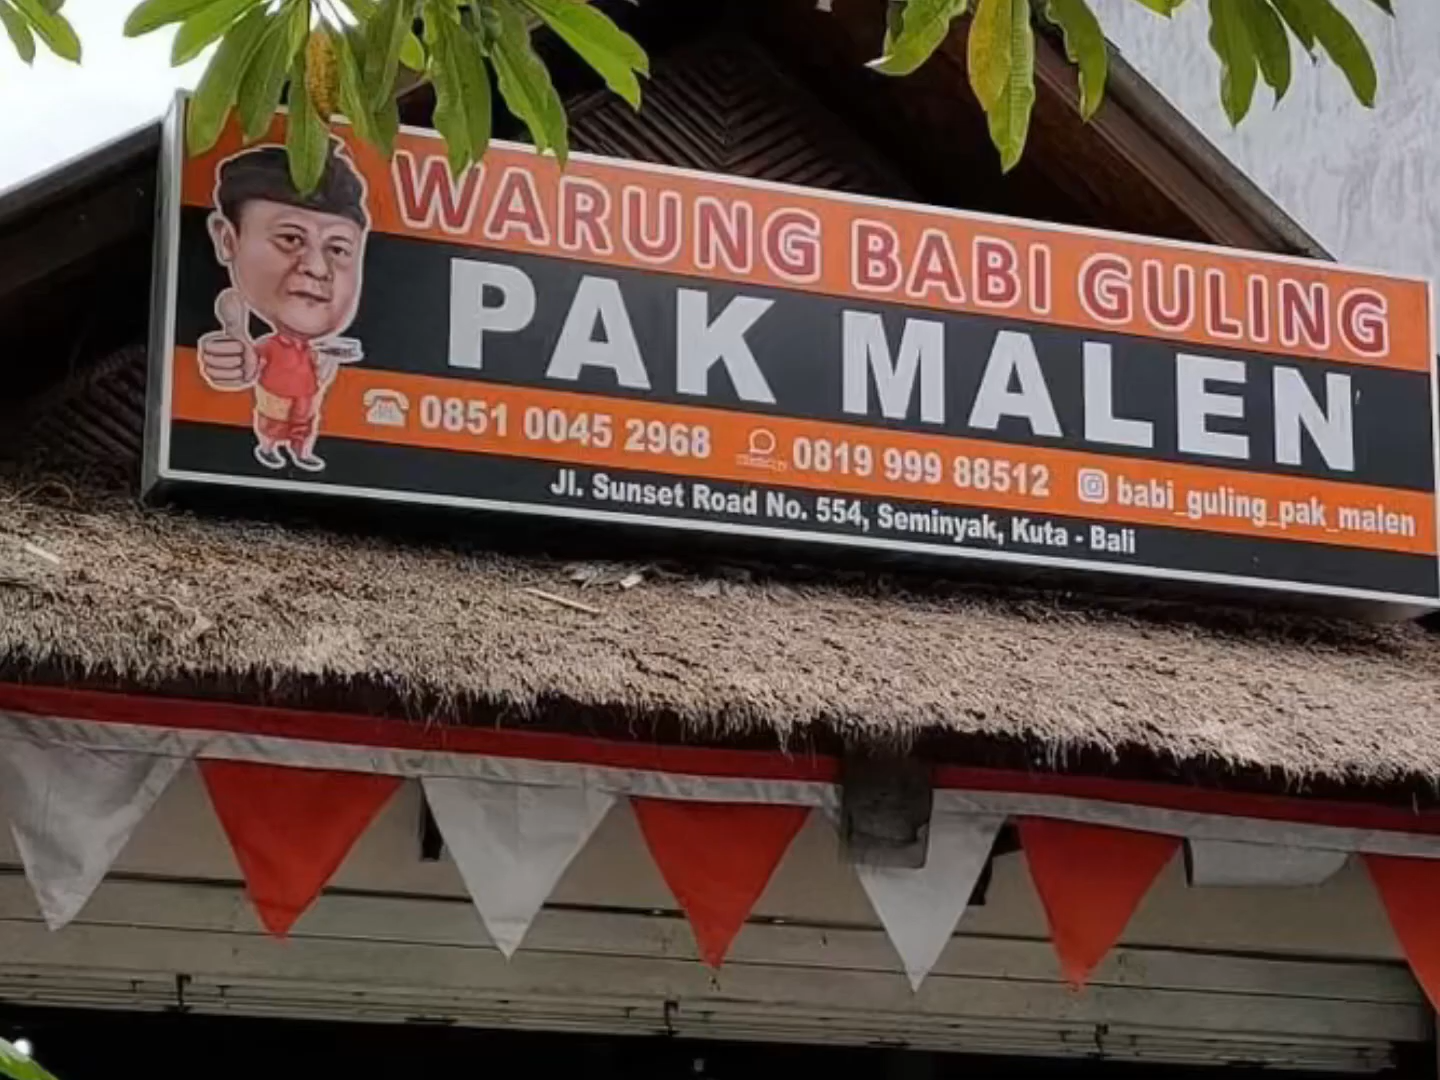 WARUNG BABI GULING
PAK MALEN
0851 0045 2968 0819 999 88512 babi_guling_pak_malen
Jl. Sunset Road No. 554, Seminyak, Kuta - Bali